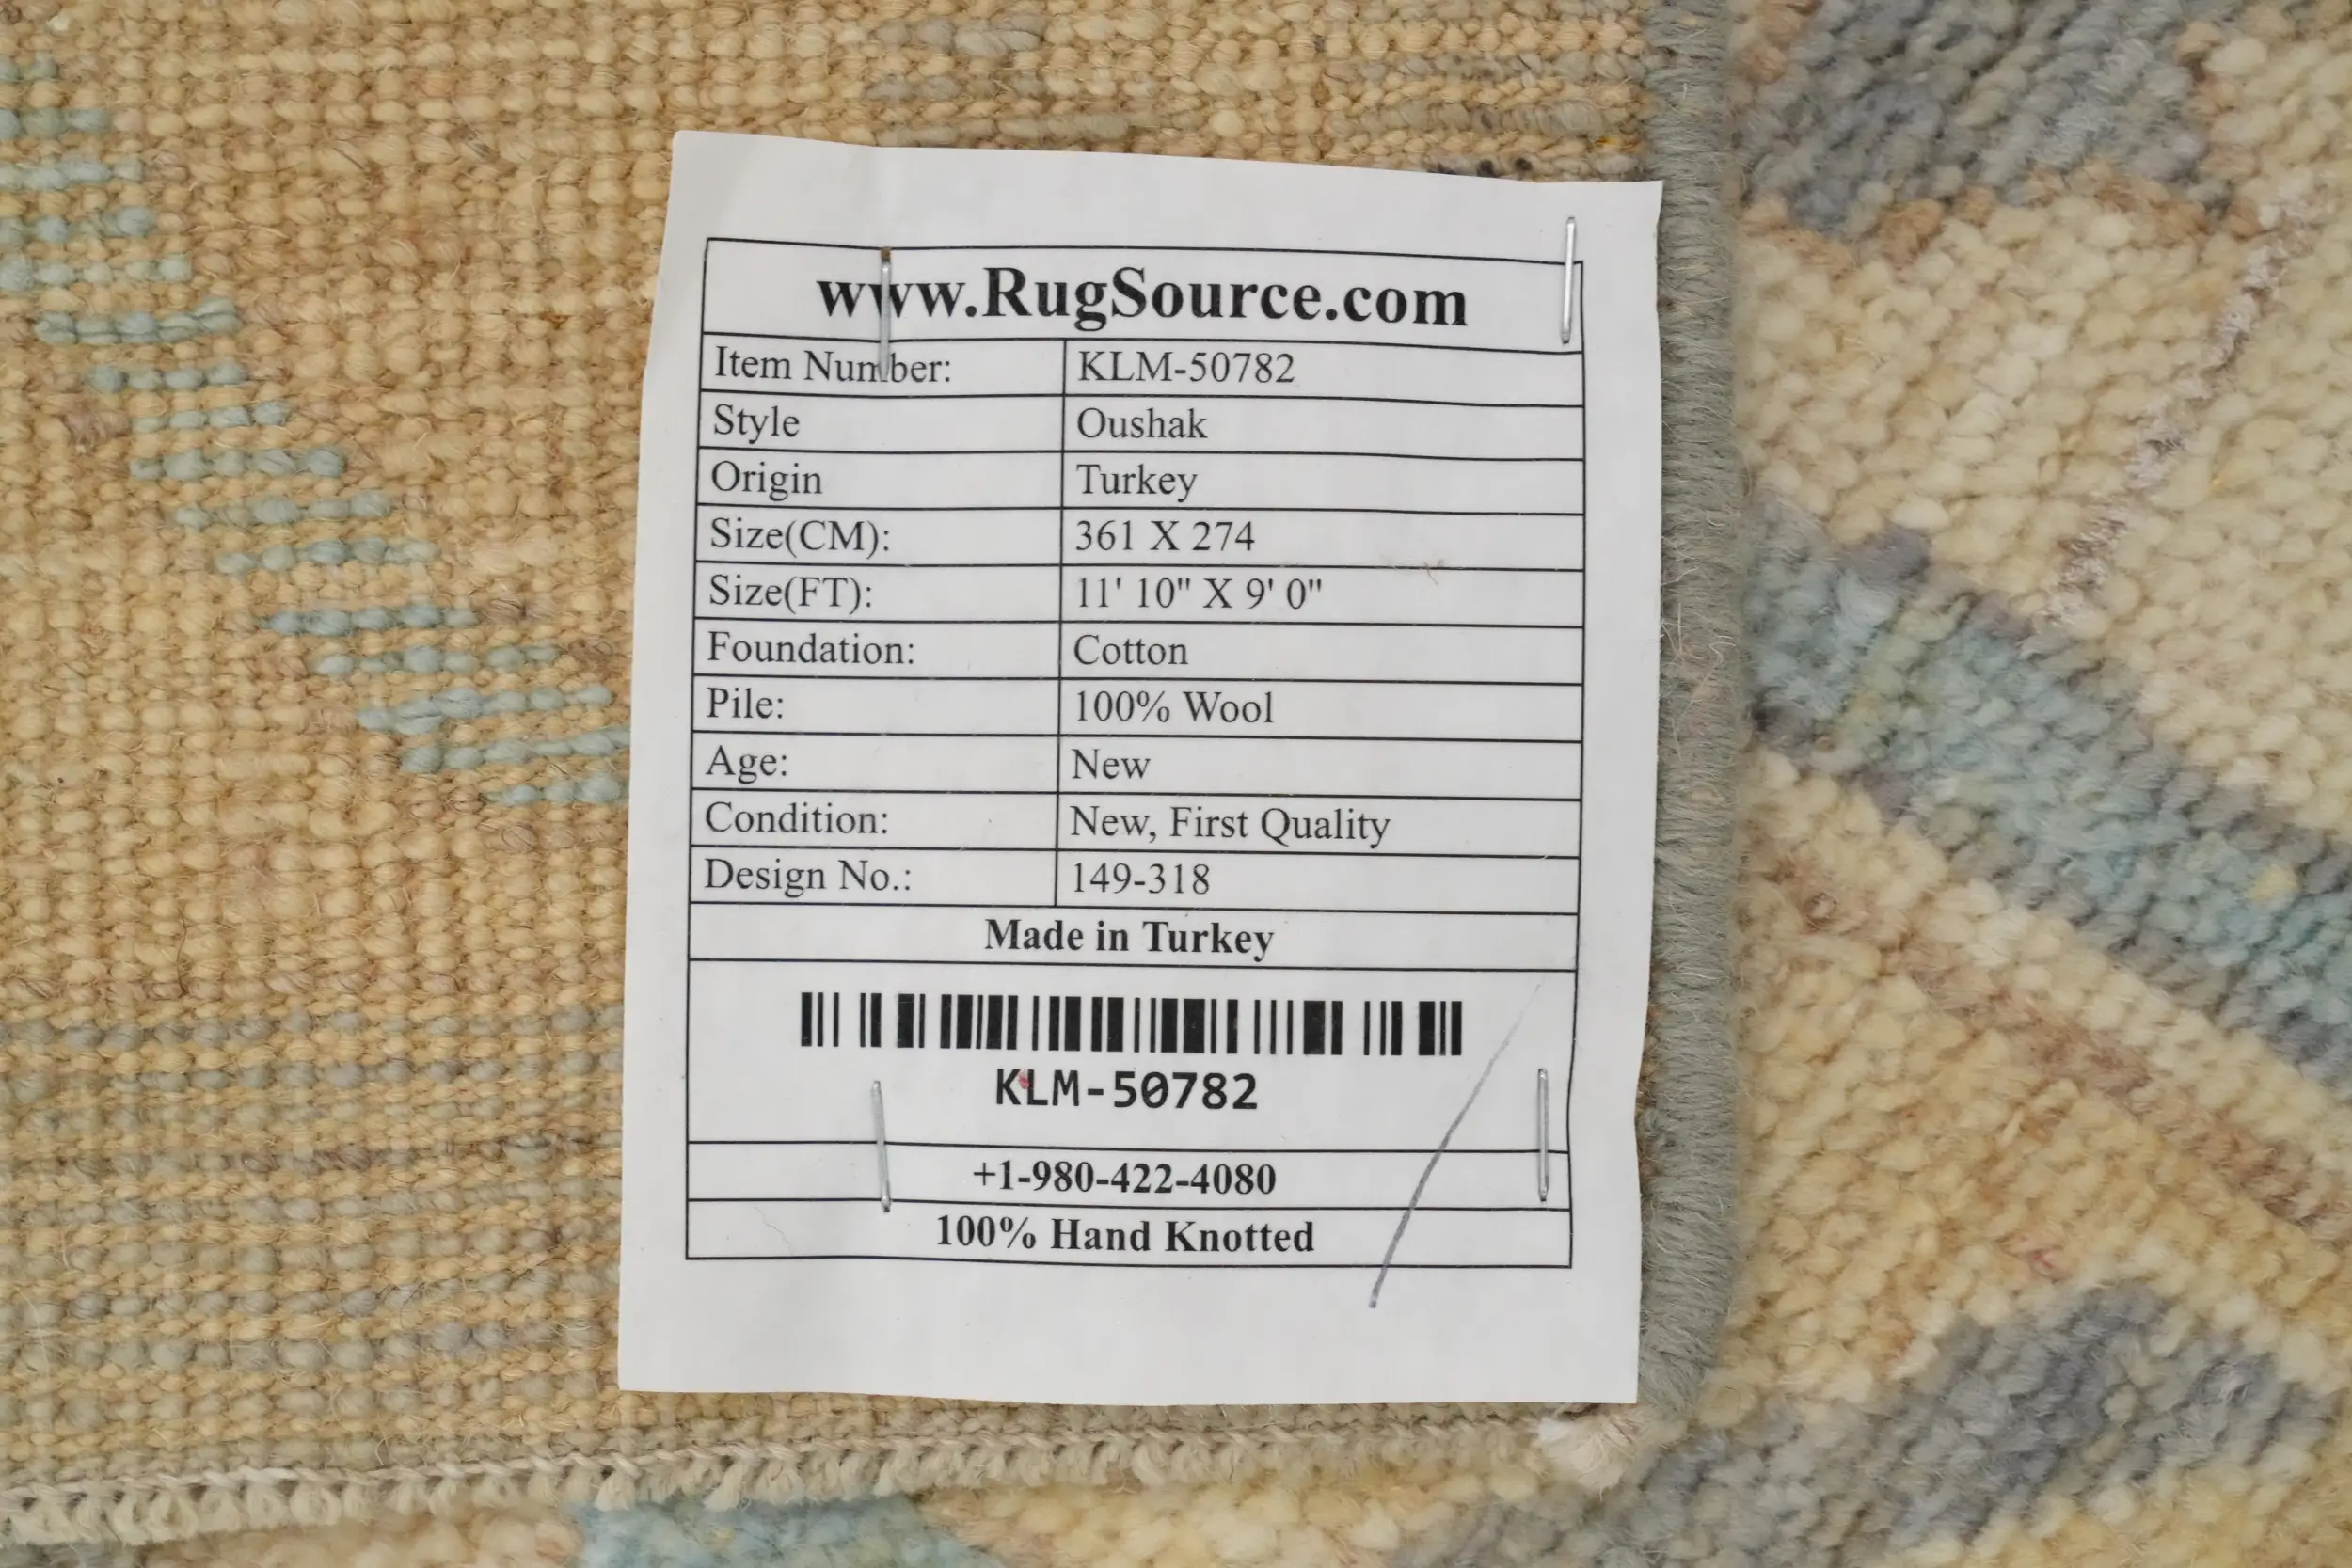 www.RugSource.com
Item Number: KLM-50782
Style Oushak
Origin Turkey
Size(CM): 361 X 274
Size(FT): 11' 10" X 9' 0"
Foundation: Cotton
Pile: 100% Wool
Age: New
Condition: New, First Quality
Design No.: 149-318
Made in Turkey
KLM-50782
+1-980-422-4080
100% Hand Knotted